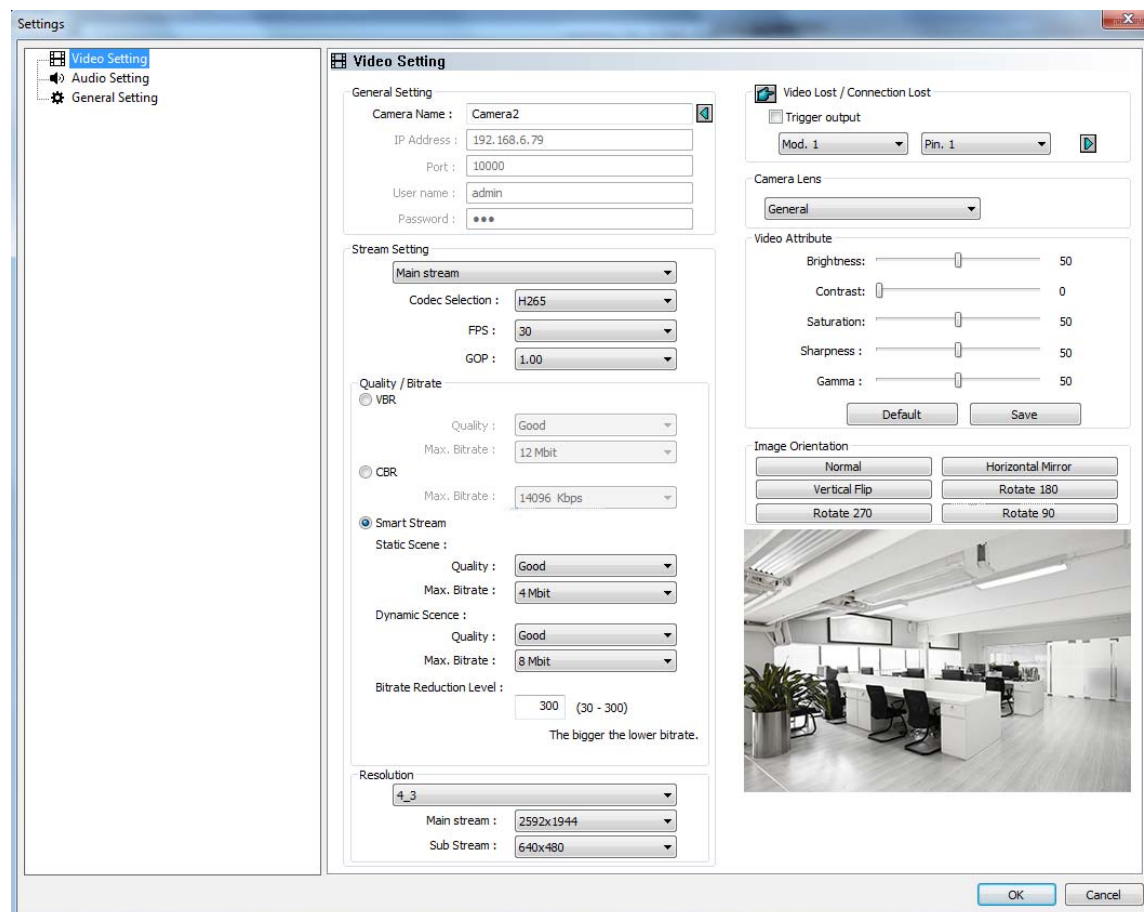 Settings
Video Setting
Audio Setting
General Setting
Video Setting
General Setting
Camera Name : Camera2
IP Address : 192.168.6.79
Port : 10000
User name : admin
Password : ●●●
Stream Setting
Main stream
Codec Selection : H265
FPS : 30
GOP : 1.00
Quality / Bitrate
VBR
Quality : Good
Max. Bitrate : 12 Mbit
CBR
Max. Bitrate : 14096 Kbps
Smart Stream
Static Scene :
Quality : Good
Max. Bitrate : 4 Mbit
Dynamic Scence :
Quality : Good
Max. Bitrate : 8 Mbit
Bitrate Reduction Level :
300 (30 - 300)
The bigger the lower bitrate.
Resolution
4_3
Main stream : 2592x1944
Sub Stream : 640x480
Video Lost / Connection Lost
Trigger output
Mod. 1 Pin. 1
Camera Lens
General
Video Attribute
Brightness: 50
Contrast: 0
Saturation: 50
Sharpness : 50
Gamma : 50
Default Save
Image Orientation
Normal Horizontal Mirror
Vertical Flip Rotate 180
Rotate 270 Rotate 90
OK Cancel